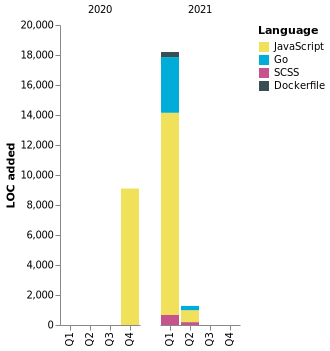 2020 2021
Language
JavaScript
Go
SCSS
Dockerfile
LOC added
20,000
18,000
16,000
14,000
12,000
10,000
8,000
6,000
4,000
2,000
0
Q1 Q2 Q3 Q4 Q1 Q2 Q3 Q4